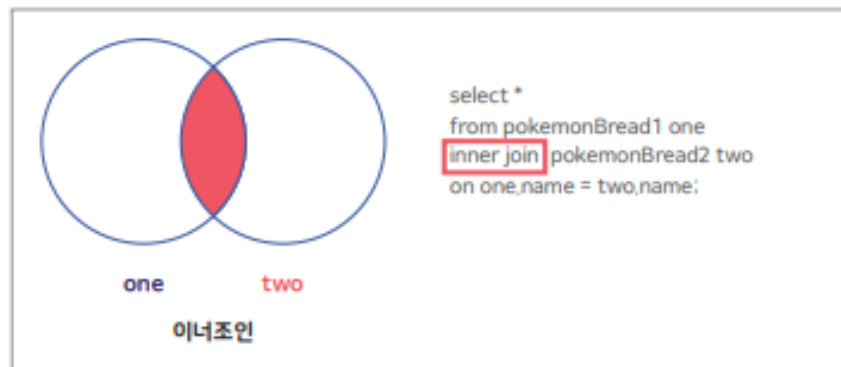 select *
from pokemonBread1 one
inner join pokemonBread2 two
on one.name = two.name;
one two
이너조인